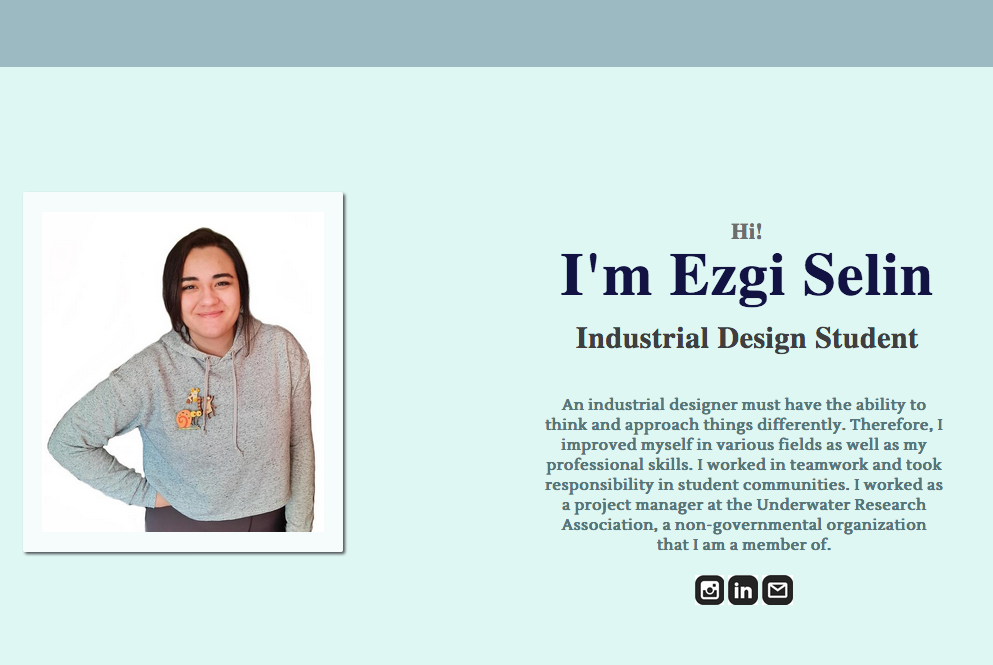 Hi!
I'm Ezgi Selin
Industrial Design Student
An industrial designer must have the ability to
think and approach things differently. Therefore, I
improved myself in various fields as well as my
professional skills. I worked in teamwork and took
responsibility in student communities. I worked as
a project manager at the Underwater Research
Association, a non-governmental organization
that I am a member of.
in